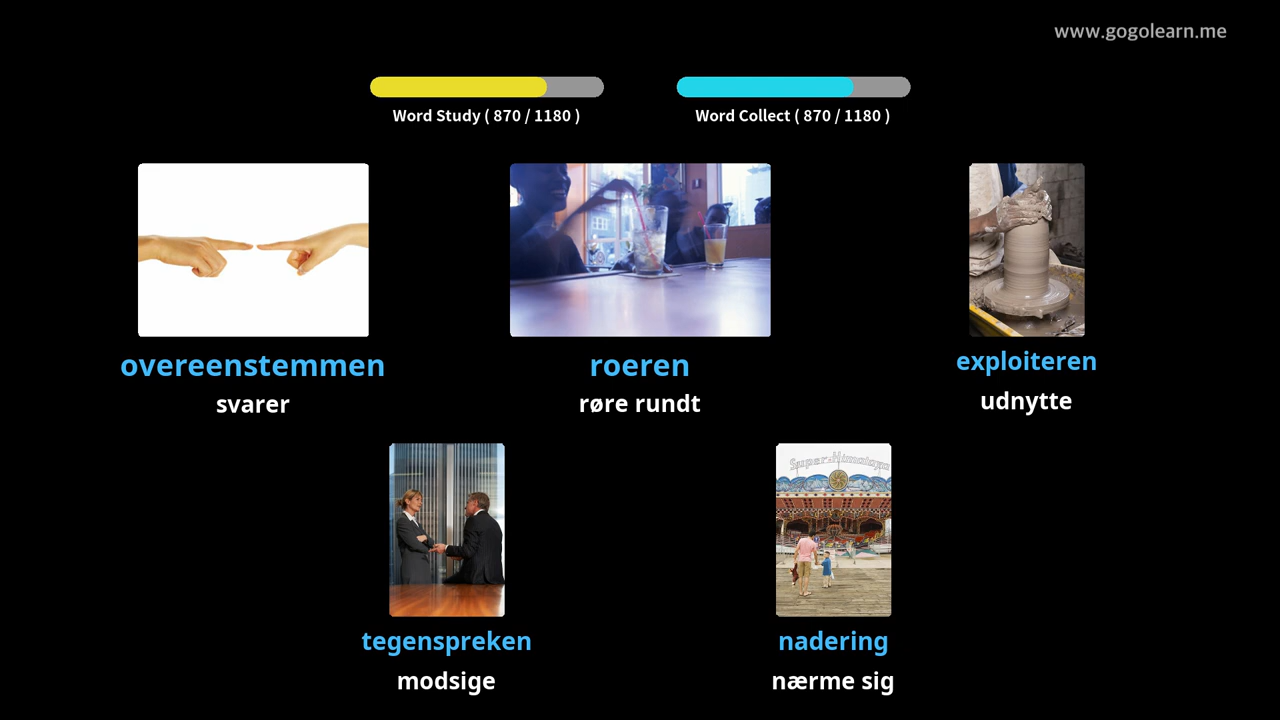 www.gogolearn.me
Word Study ( 870 / 1180 )
Word Collect ( 870 / 1180 )
overeenstemmen
svarer
roeren
røre rundt
exploiteren
udnytte
tegenspreken
modsige
nadering
nærme sig